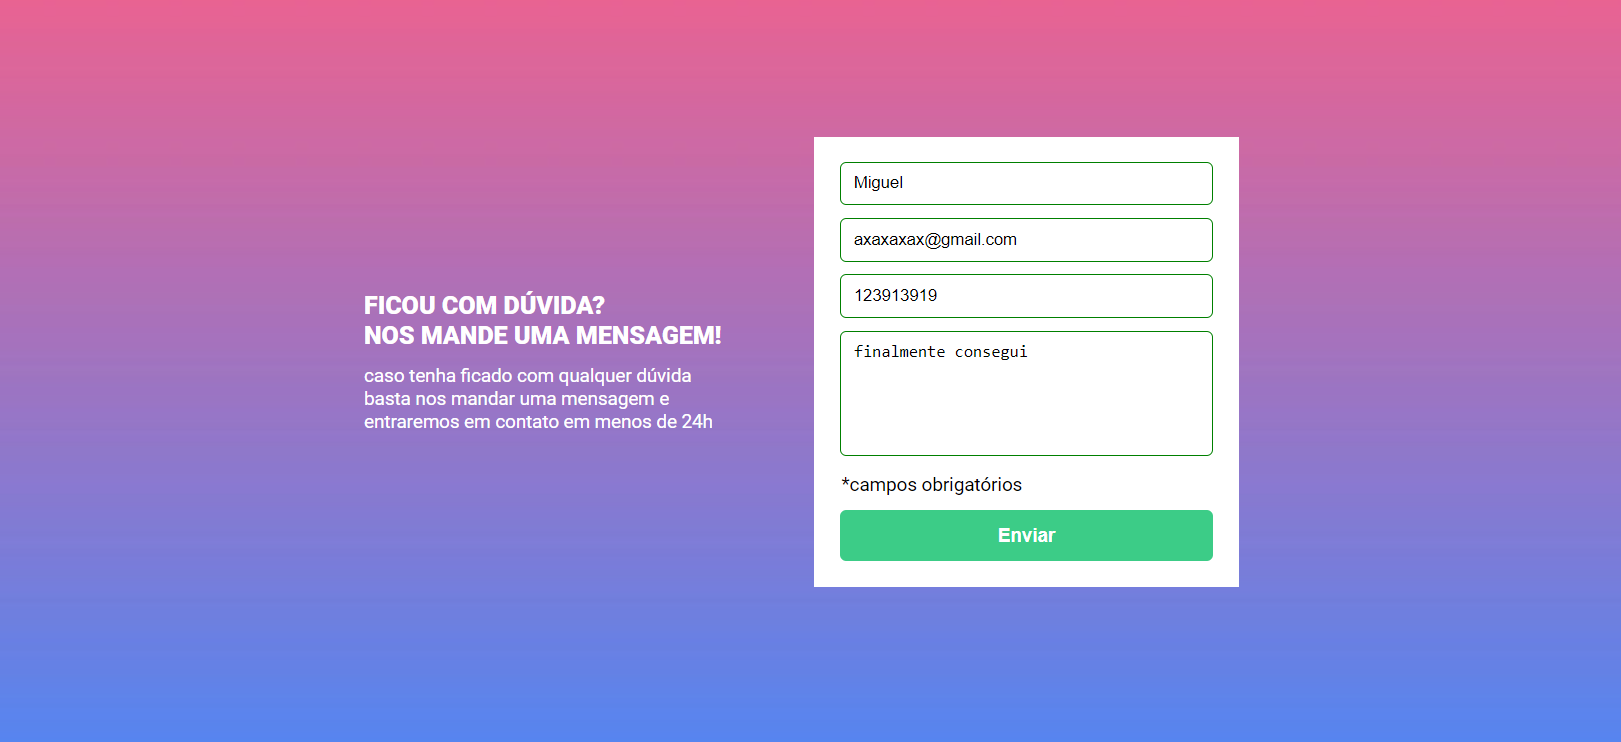 FICOU COM DÚVIDA?
NOS MANDE UMA MENSAGEM!
caso tenha ficado com qualquer dúvida
basta nos mandar uma mensagem e
entraremos em contato em menos de 24h
Miguel
axaxaxax@gmail.com
123913919
finalmente consegui
*campos obrigatórios
Enviar